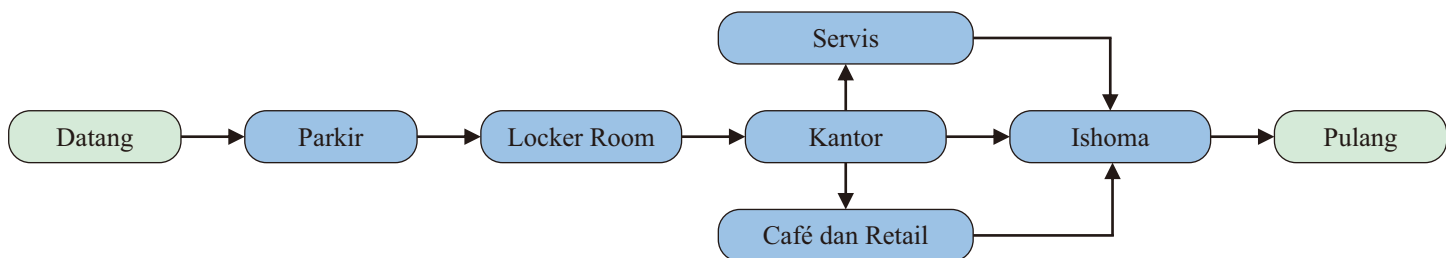 Servis
Datang
Parkir
Locker Room
Kantor
Ishoma
Pulang
Café dan Retail